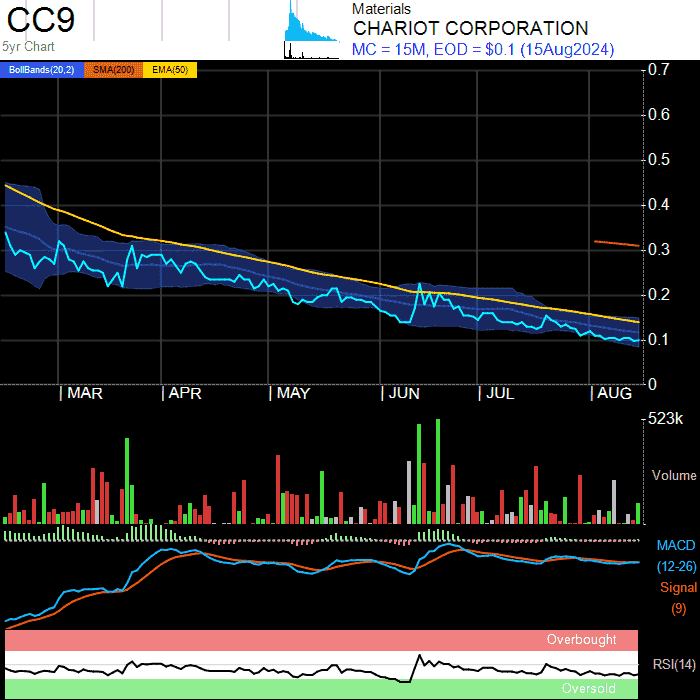 CC9
5yr Chart
Materials
CHARIOT CORPORATION
MC = 15M, EOD = $0.1 (15Aug2024)
BollBands(20,2) SMA(200) EMA(50)
0.7
0.6
0.5
0.4
0.3
0.2
0.1
0
MAR APR MAY JUN JUL AUG
523k
Volume
MACD
(12-26)
Signal
(9)
Overbought
RSI(14)
Oversold